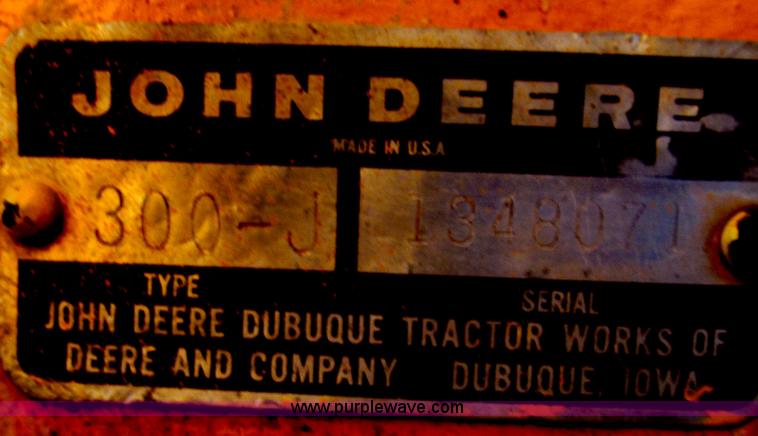 JOHN DEERE
MADE IN U.S.A
300-J 1348071
TYPE SERIAL
JOHN DEERE DUBUQUE TRACTOR WORKS OF
DEERE AND COMPANY DUBUQUE, IOWA
www.purplewave.com